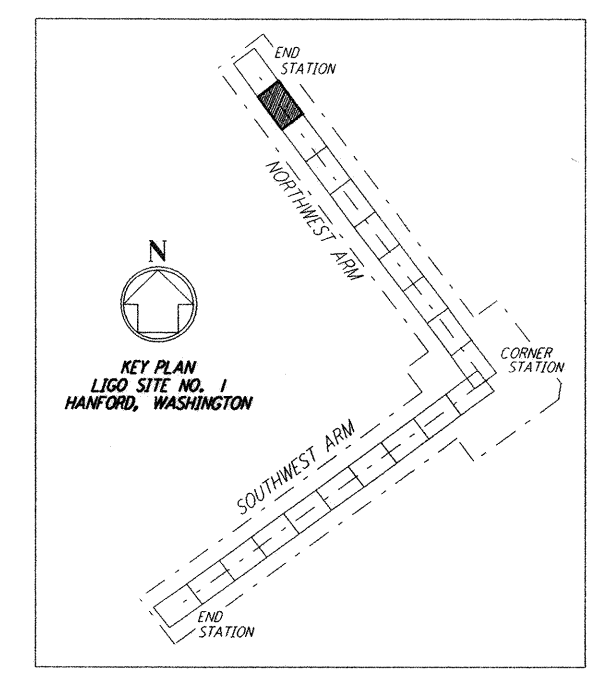 END
STATION
NORTHWEST ARM
N
CORNER
STATION
KEY PLAN
LIGO SITE NO. 1
HANFORD, WASHINGTON
SOUTHWEST ARM
END
STATION